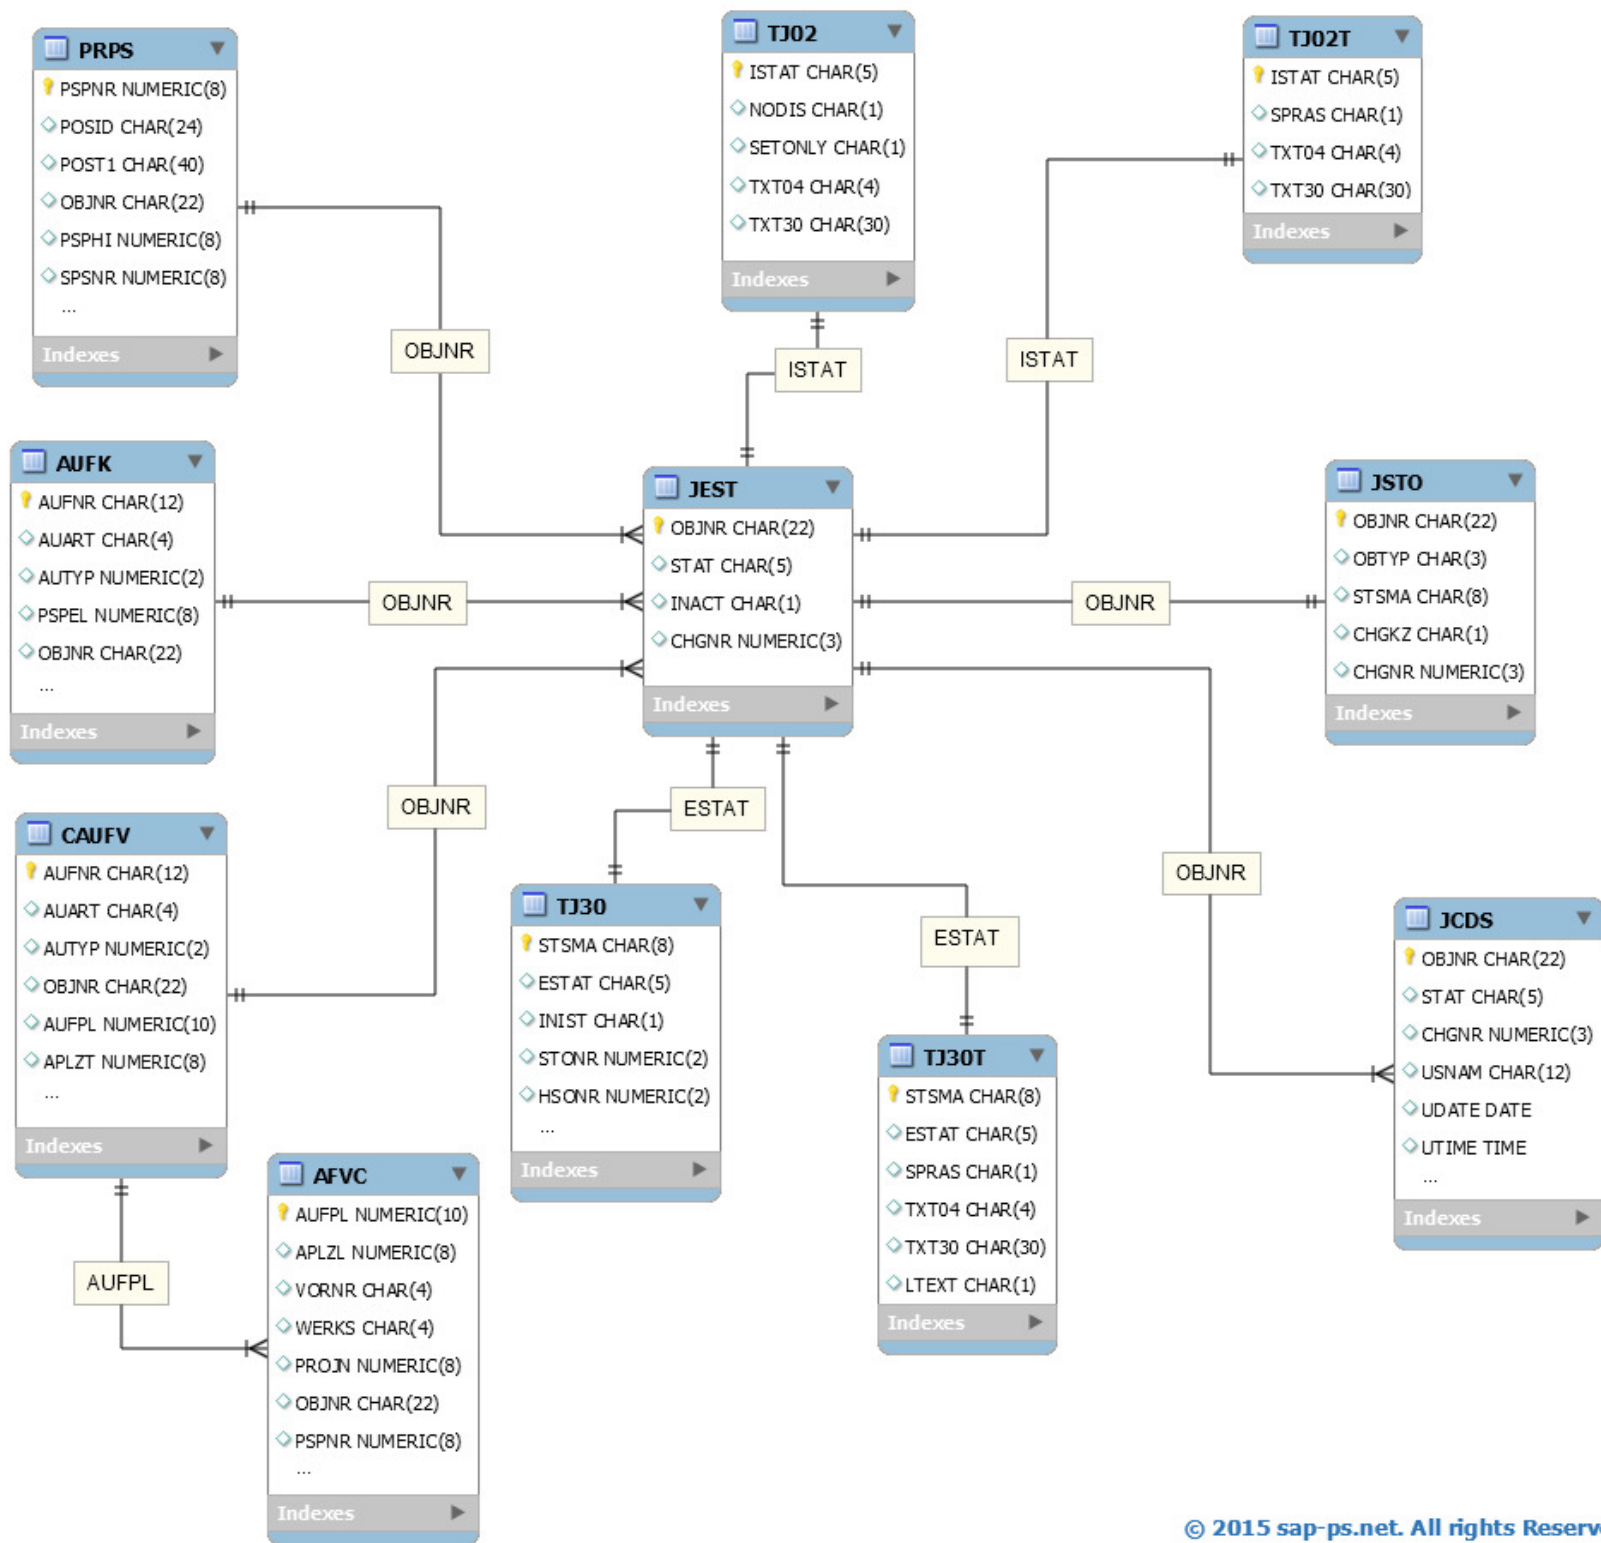 PRPS
PSPNR NUMERIC(8)
POSID CHAR(24)
POST1 CHAR(40)
OBJNR CHAR(22)
PSPHI NUMERIC(8)
SPSNR NUMERIC(8)
...
Indexes
TJ02
ISTAT CHAR(5)
NODIS CHAR(1)
SETONLY CHAR(1)
TXT04 CHAR(4)
TXT30 CHAR(30)
Indexes
TJ02T
ISTAT CHAR(5)
SPRAS CHAR(1)
TXT04 CHAR(4)
TXT30 CHAR(30)
Indexes
OBJNR
ISTAT
ISTAT
AUFK
AUFNR CHAR(12)
AUART CHAR(4)
AUTYP NUMERIC(2)
PSPEL NUMERIC(8)
OBJNR CHAR(22)
...
Indexes
OBJNR
JEST
OBJNR CHAR(22)
STAT CHAR(5)
INACT CHAR(1)
CHGNR NUMERIC(3)
Indexes
OBJNR
JSTO
OBJNR CHAR(22)
OBTYP CHAR(3)
STSMA CHAR(8)
CHGKZ CHAR(1)
CHGNR NUMERIC(3)
Indexes
OBJNR
ESTAT
OBJNR
ESTAT
CAUFV
AUFNR CHAR(12)
AUART CHAR(4)
AUTYP NUMERIC(2)
OBJNR CHAR(22)
AUFPL NUMERIC(10)
APLZT NUMERIC(8)
...
Indexes
TJ30
STSMA CHAR(8)
ESTAT CHAR(5)
INIST CHAR(1)
STONR NUMERIC(2)
HSONR NUMERIC(2)
...
Indexes
JCDS
OBJNR CHAR(22)
STAT CHAR(5)
CHGNR NUMERIC(3)
USNAM CHAR(12)
UDATE DATE
UTIME TIME
...
Indexes
TJ30T
STSMA CHAR(8)
ESTAT CHAR(5)
SPRAS CHAR(1)
TXT04 CHAR(4)
TXT30 CHAR(30)
LTEXT CHAR(1)
Indexes
AUFPL
AFVC
AUFPL NUMERIC(10)
APLZL NUMERIC(8)
VORNR CHAR(4)
WERKS CHAR(4)
PROJN NUMERIC(8)
OBJNR CHAR(22)
PSPNR NUMERIC(8)
...
Indexes
© 2015 sap-ps.net. All rights Reserv